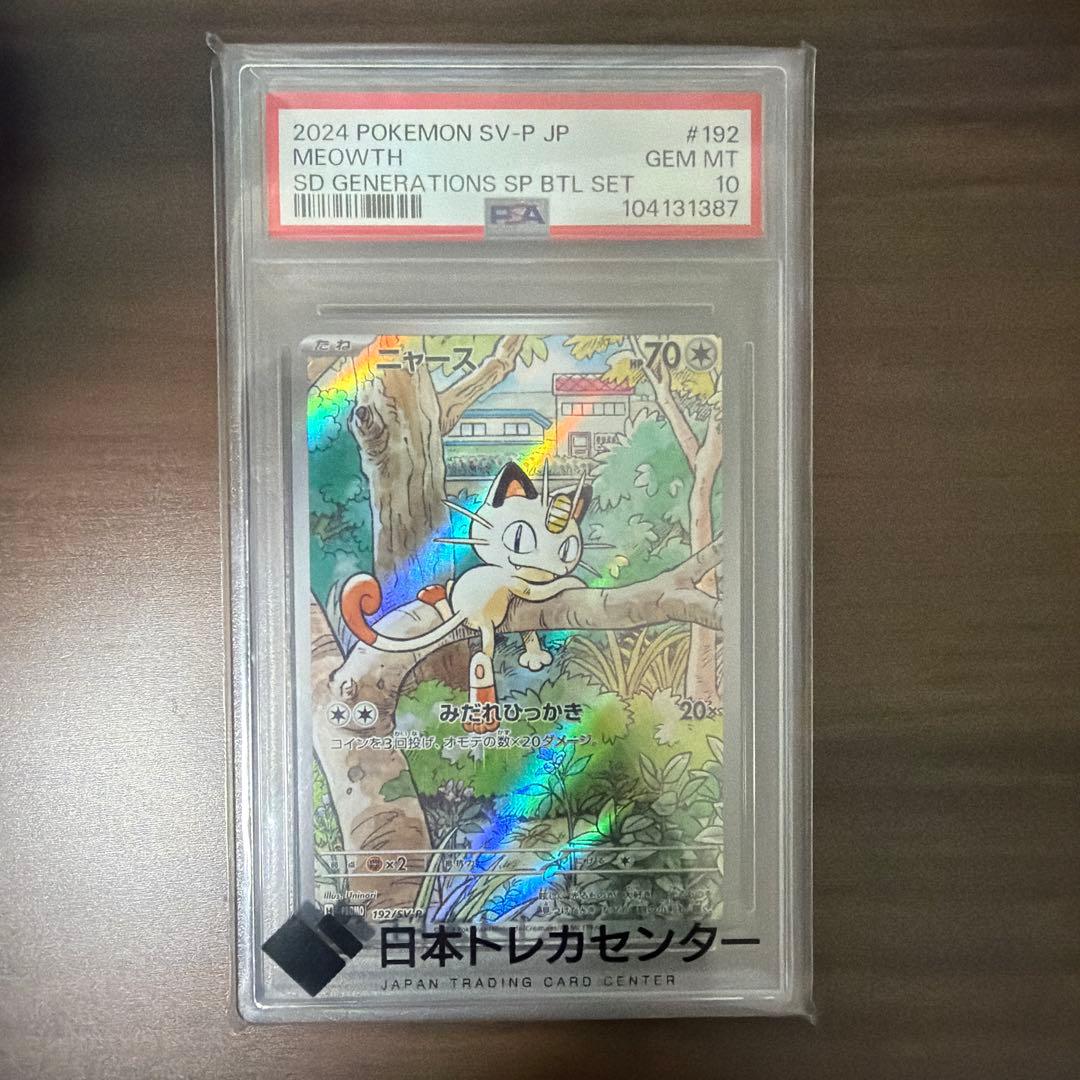 2024 POKEMON SV-P JP #192
MEOWTH GEM MT
SD GENERATIONS SP BTL SET 10
PSA 104131387
たね ニャース HP70
みだれひっかき 20×
コインを3回投げ、オモテの数×20ダメージ。
×2
illus. Uninori
192/SV-P
日本トレカセンター
JAPAN TRADING CARD CENTER